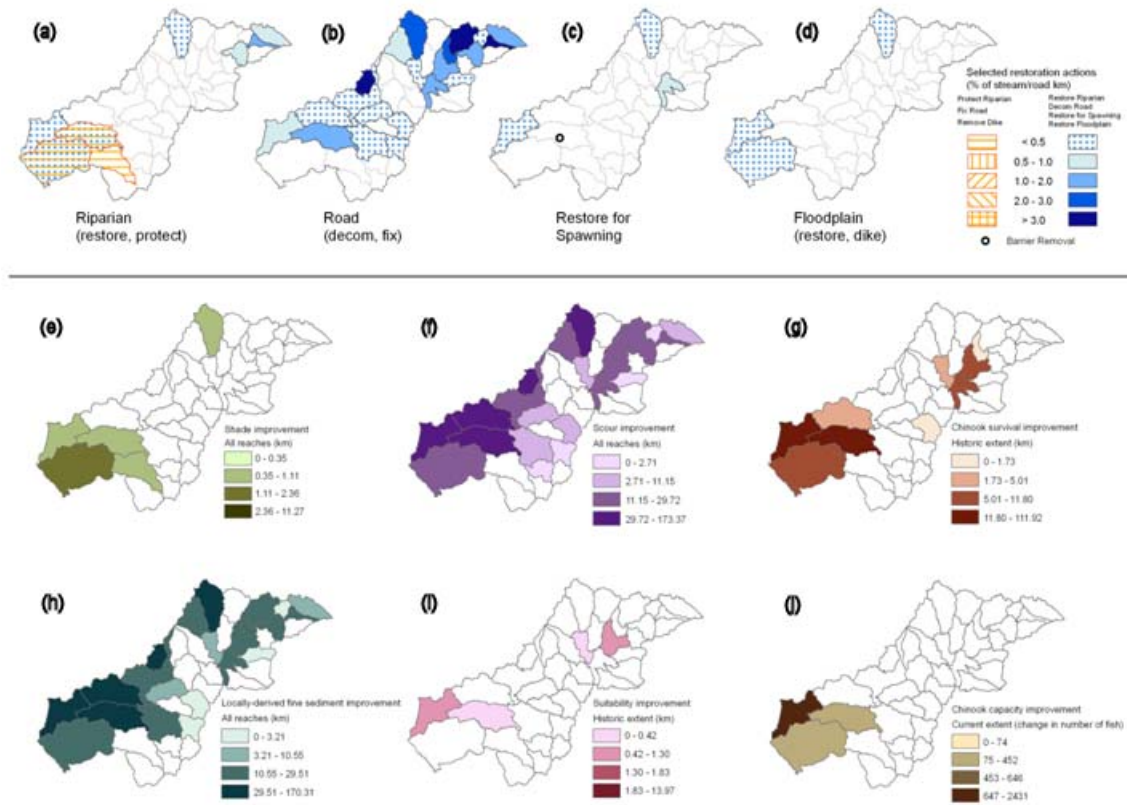 (a)
(b)
(c)
(d)
Riparian
(restore, protect)
Road
(decom, fix)
Restore for
Spawning
Floodplain
(restore, dike)
Selected restoration actions
(% of stream/road km)
Protect Riparian
Fix Road
Remove Dike
Restore Riparian
Decom Road
Restore for Spawning
Restore Floodplain
< 0.5
0.5 - 1.0
1.0 - 2.0
2.0 - 3.0
> 3.0
Barrier Removal
(e)
Shade improvement
All reaches (km)
0 - 0.35
0.35 - 1.11
1.11 - 2.36
2.36 - 11.27
(f)
Scour improvement
All reaches (km)
0 - 2.71
2.71 - 11.15
11.15 - 29.72
29.72 - 173.37
(g)
Chinook survival improvement
Historic extent (km)
0 - 1.73
1.73 - 5.01
5.01 - 11.80
11.80 - 111.92
(h)
Locally-derived fine sediment improvement
All reaches (km)
0 - 3.21
3.21 - 10.55
10.55 - 29.51
29.51 - 170.31
(i)
Suitability improvement
Historic extent (km)
0 - 0.42
0.42 - 1.30
1.30 - 1.83
1.83 - 13.97
(j)
Chinook capacity improvement
Current extent (change in number of fish)
0 - 74
75 - 452
453 - 646
647 - 2431